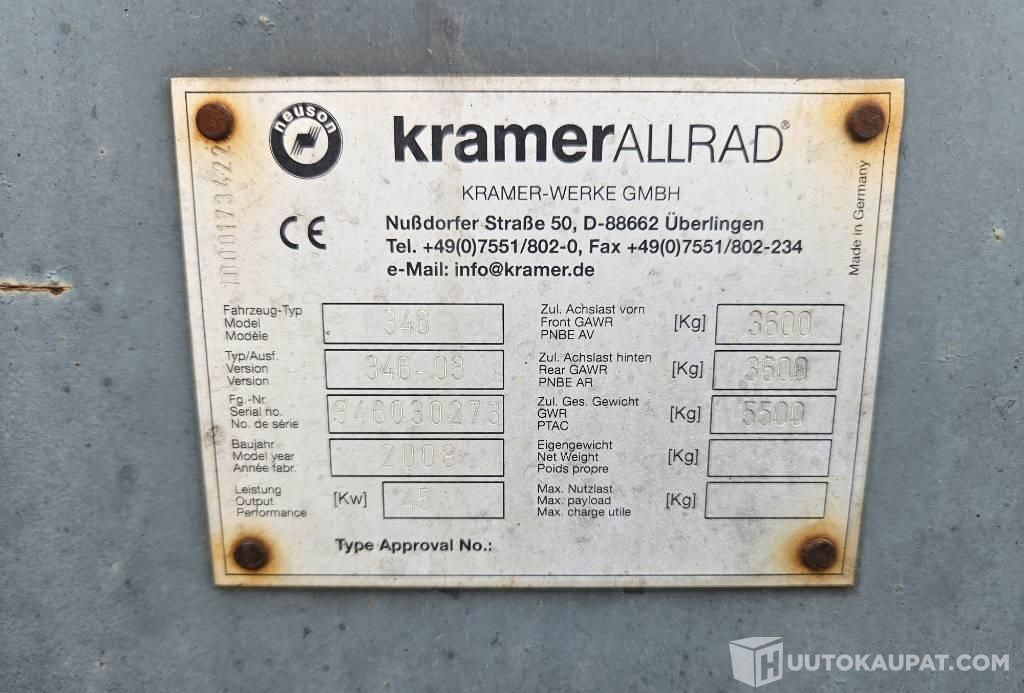 neuson
kramerALLRAD®
KRAMER-WERKE GMBH
Nußdorfer Straße 50, D-88662 Überlingen
Tel. +49(0)7551/802-0, Fax +49(0)7551/802-234
e-Mail: info@kramer.de
CE
1000173422
Made in Germany
Fahrzeug-Typ
Model
Modèle
346
Typ/Ausf.
Version
Version
346-03
Fg.-Nr.
Serial no.
No. de série
346030273
Baujahr
Model year
Année fabr.
2008
Leistung
Output
Performance
[Kw] 45
Zul. Achslast vorn
Front GAWR
PNBE AV
[Kg] 3600
Zul. Achslast hinten
Rear GAWR
PNBE AR
[Kg] 3600
Zul. Ges. Gewicht
GWR
PTAC
[Kg] 5500
Eigengewicht
Net Weight
Poids propre
[Kg]
Max. Nutzlast
Max. payload
Max. charge utile
[Kg]
Type Approval No.:
HUUTOKAUPAT.COM